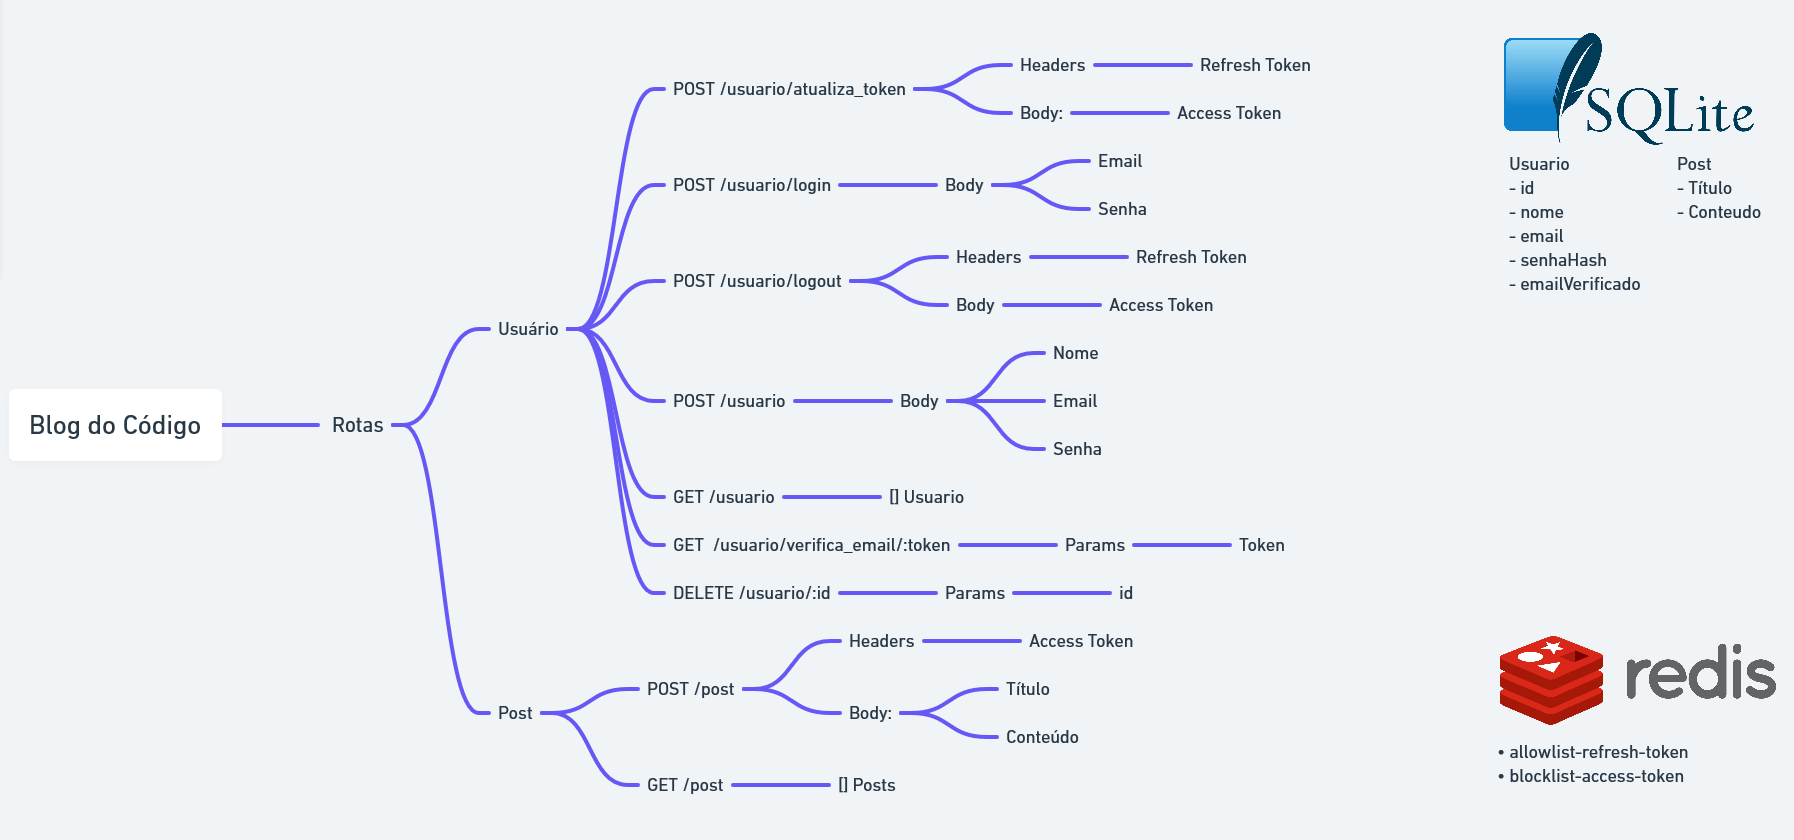 Blog do Código
Rotas
Usuário
POST /usuario/atualiza_token
Headers
Refresh Token
Body:
Access Token
POST /usuario/login
Body
Email
Senha
POST /usuario/logout
Headers
Refresh Token
Body
Access Token
POST /usuario
Body
Nome
Email
Senha
GET /usuario
[] Usuario
GET  /usuario/verifica_email/:token
Params
Token
DELETE /usuario/:id
Params
id
Post
POST /post
Headers
Access Token
Body:
Título
Conteúdo
GET /post
[] Posts
SQLite
Usuario
- id
- nome
- email
- senhaHash
- emailVerificado
Post
- Título
- Conteudo
redis
• allowlist-refresh-token
• blocklist-access-token